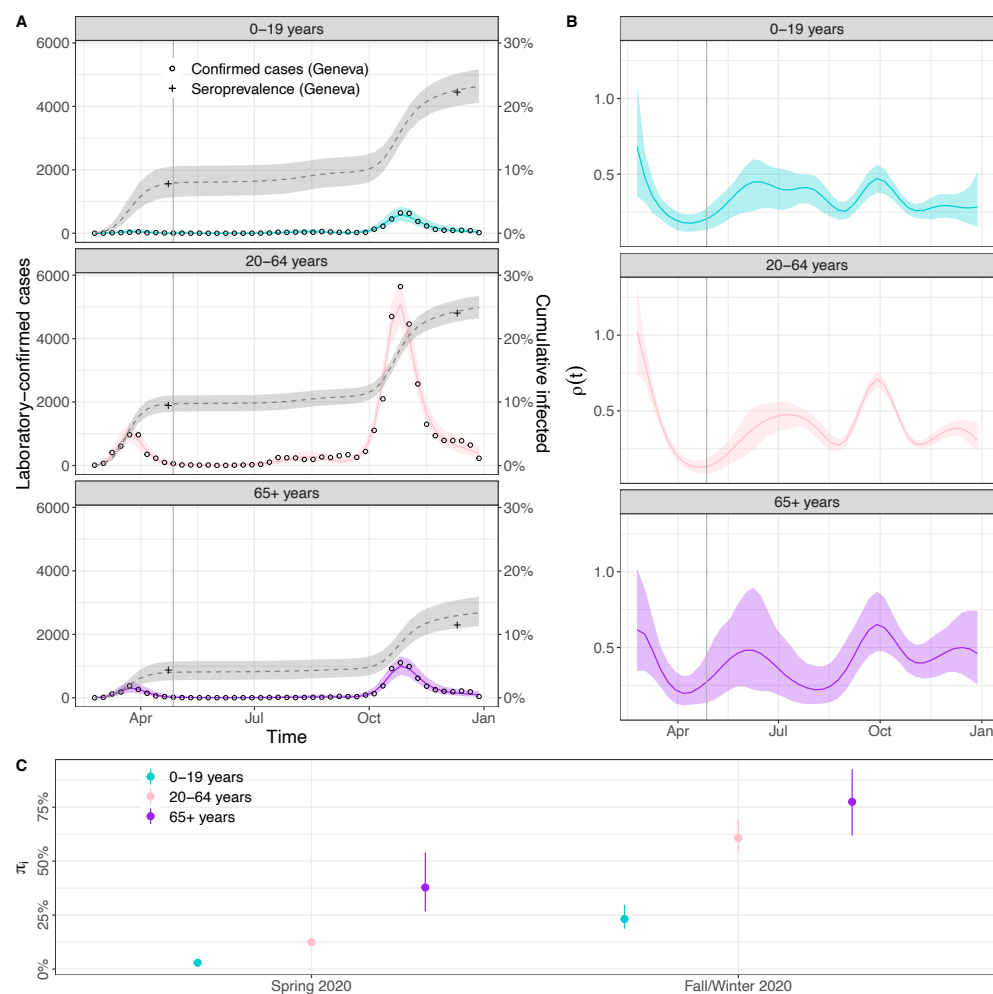 A
0−19 years
6000
4000
2000
0
30%
20%
10%
0%
Confirmed cases (Geneva)
Seroprevalence (Geneva)
20−64 years
6000
4000
2000
0
30%
20%
10%
0%
65+ years
6000
4000
2000
0
30%
20%
10%
0%
Laboratory−confirmed cases
Cumulative infected
Apr
Jul
Oct
Jan
Time
B
0−19 years
1.0
0.5
20−64 years
1.0
0.5
65+ years
1.0
0.5
ρ(t)
Apr
Jul
Oct
Jan
C
0−19 years
20−64 years
65+ years
75%
50%
25%
0%
πi
Spring 2020
Fall/Winter 2020